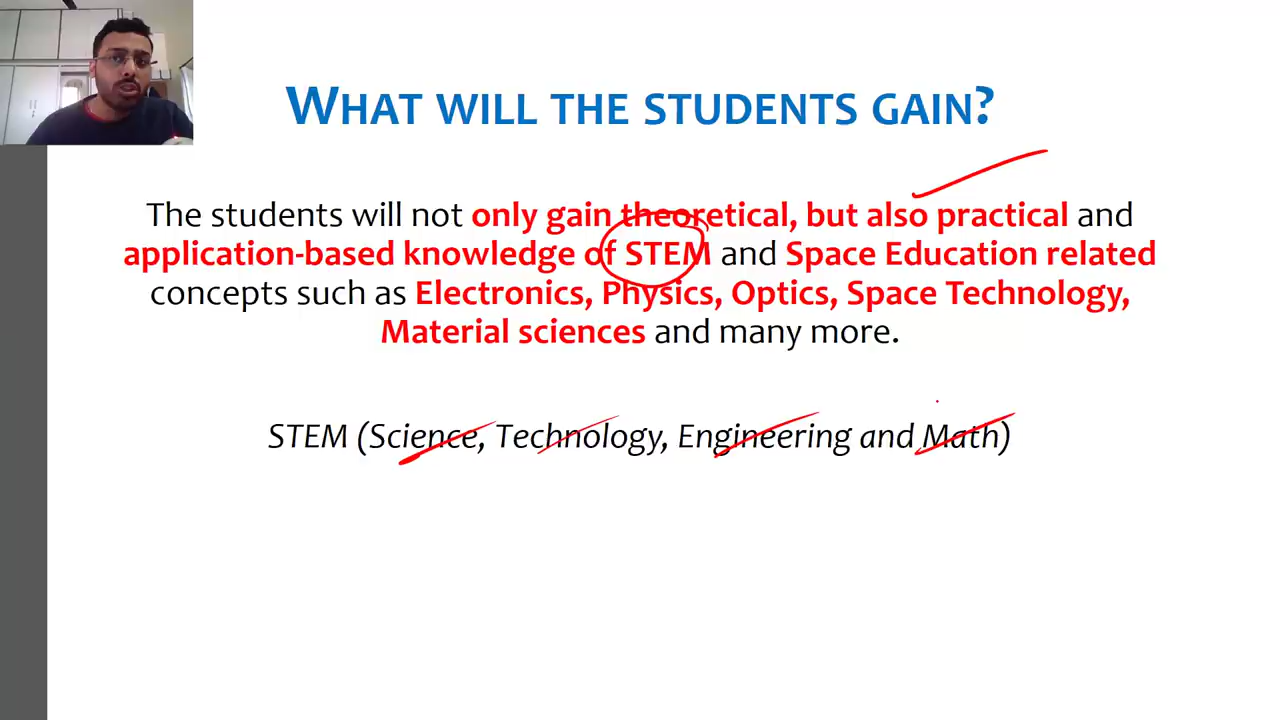 WHAT WILL THE STUDENTS GAIN?
The students will not only gain theoretical, but also practical and
application-based knowledge of STEM and Space Education related
concepts such as Electronics, Physics, Optics, Space Technology,
Material sciences and many more.
STEM (Science, Technology, Engineering and Math)